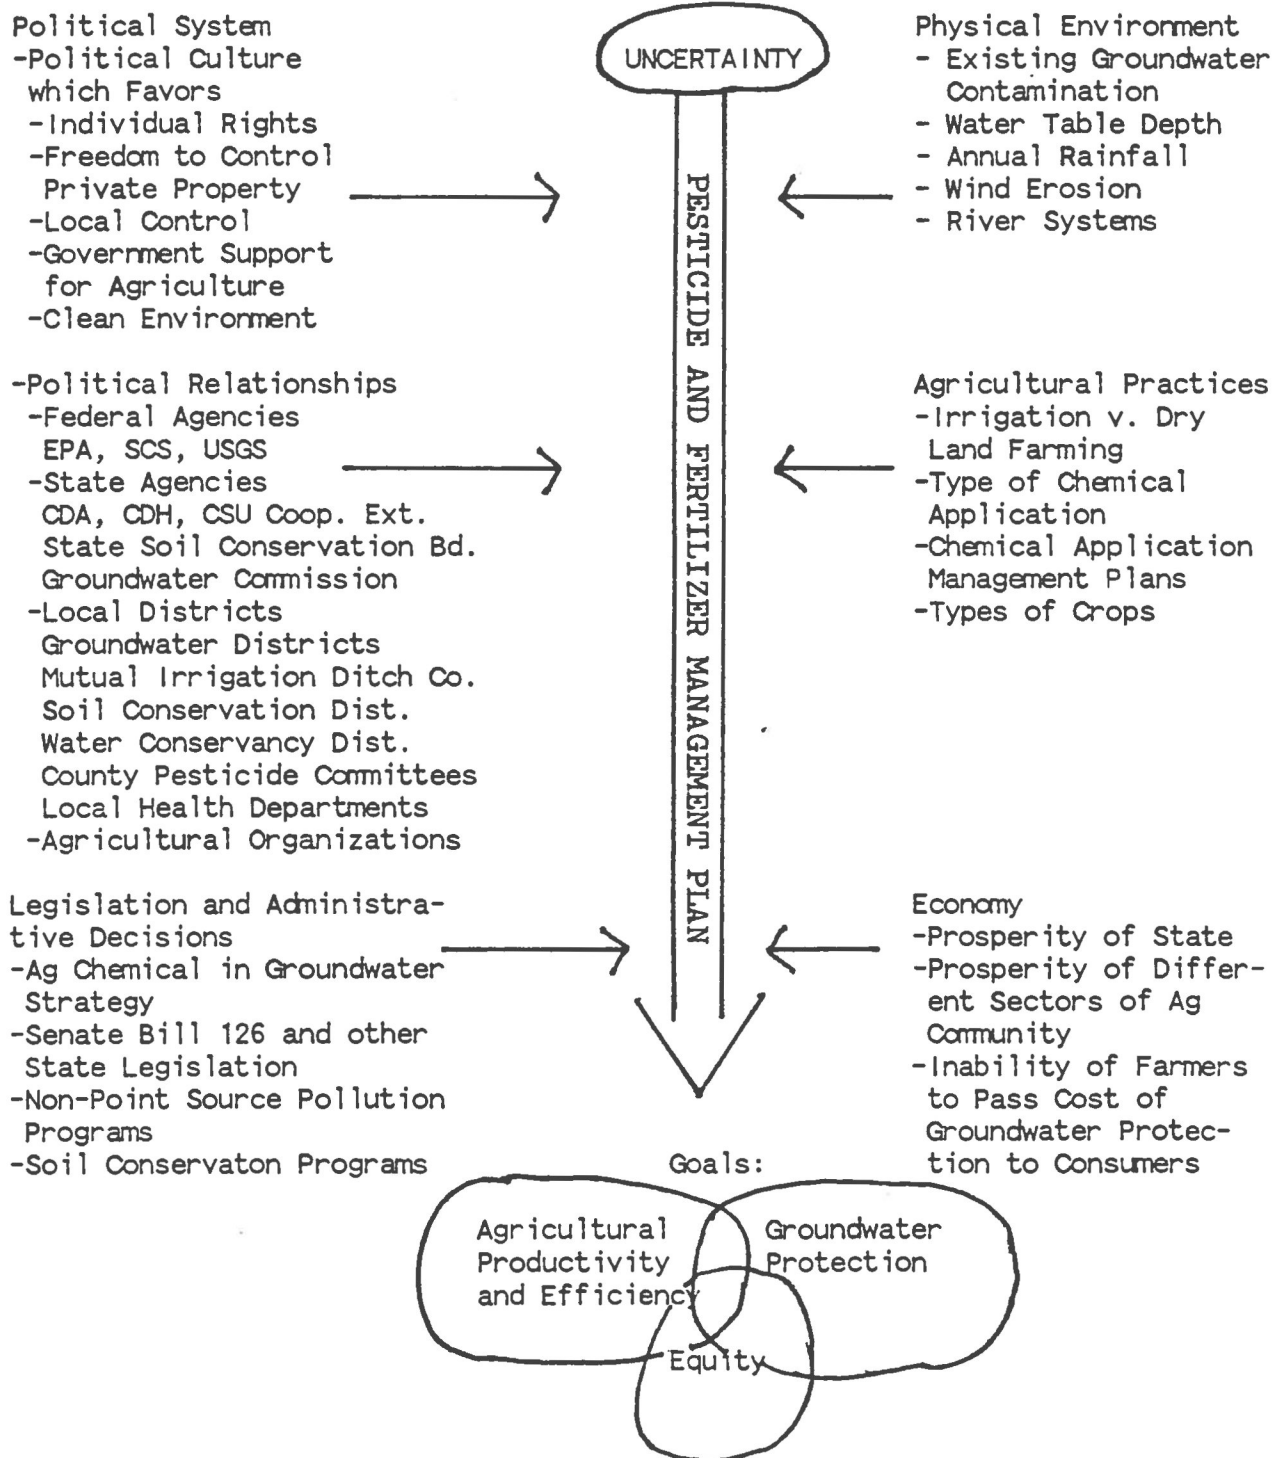 Political System
-Political Culture
which Favors
-Individual Rights
-Freedom to Control
Private Property
-Local Control
-Government Support
for Agriculture
-Clean Environment
-Political Relationships
-Federal Agencies
EPA, SCS, USGS
-State Agencies
CDA, CDH, CSU Coop. Ext.
State Soil Conservation Bd.
Groundwater Commission
-Local Districts
Groundwater Districts
Mutual Irrigation Ditch Co.
Soil Conservation Dist.
Water Conservancy Dist.
County Pesticide Committees
Local Health Departments
-Agricultural Organizations
Legislation and Administra-
tive Decisions
-Ag Chemical in Groundwater
Strategy
-Senate Bill 126 and other
State Legislation
-Non-Point Source Pollution
Programs
-Soil Conservaton Programs
UNCERTAINTY
PESTICIDE AND FERTILIZER MANAGEMENT PLAN
Physical Environment
- Existing Groundwater
Contamination
- Water Table Depth
- Annual Rainfall
- Wind Erosion
- River Systems
Agricultural Practices
-Irrigation v. Dry
Land Farming
-Type of Chemical
Application
-Chemical Application
Management Plans
-Types of Crops
Economy
-Prosperity of State
-Prosperity of Differ-
ent Sectors of Ag
Community
-Inability of Farmers
to Pass Cost of
Groundwater Protec-
tion to Consumers
Goals:
Agricultural
Productivity
and Efficiency
Groundwater
Protection
Equity